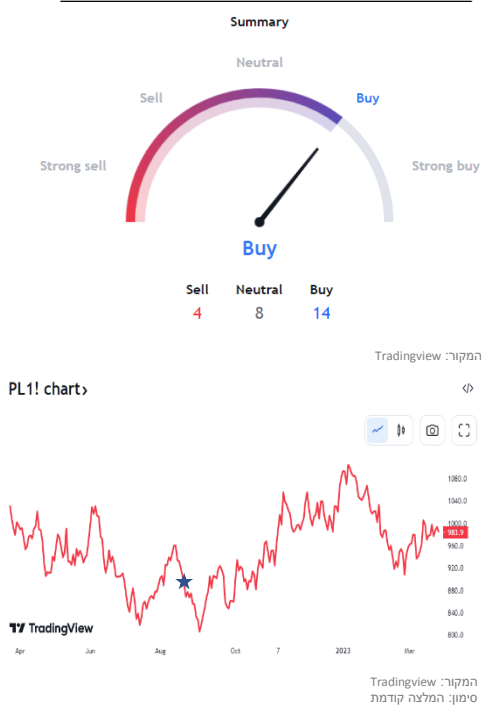 Summary
Neutral
Sell
Buy
Strong sell
Strong buy
Buy
Sell Neutral Buy
4 8 14
המקור: Tradingview
PL1! chart›
1080.0
1040.0
1000.0
983.9
960.0
920.0
880.0
840.0
800.0
TradingView
Apr Jun Aug Oct 7 2023 Mar
המקור: Tradingview
סימון: המלצה קודמת